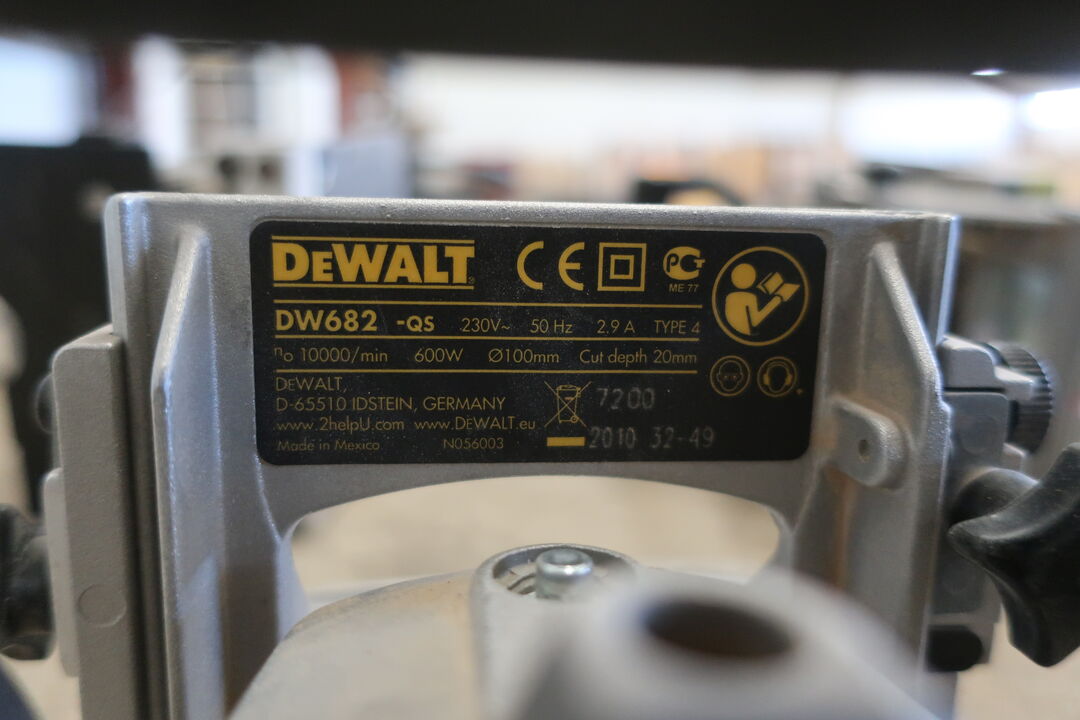 DEWALT
CE
PCT
ME 77
DW682 -QS 230V~ 50 Hz 2.9 A TYPE 4
no 10000/min 600W Ø100mm Cut depth 20mm
DEWALT,
D-65510 IDSTEIN, GERMANY
www.2helpU.com www.DEWALT.eu
Made in Mexico N056003
7200
2010 32-49